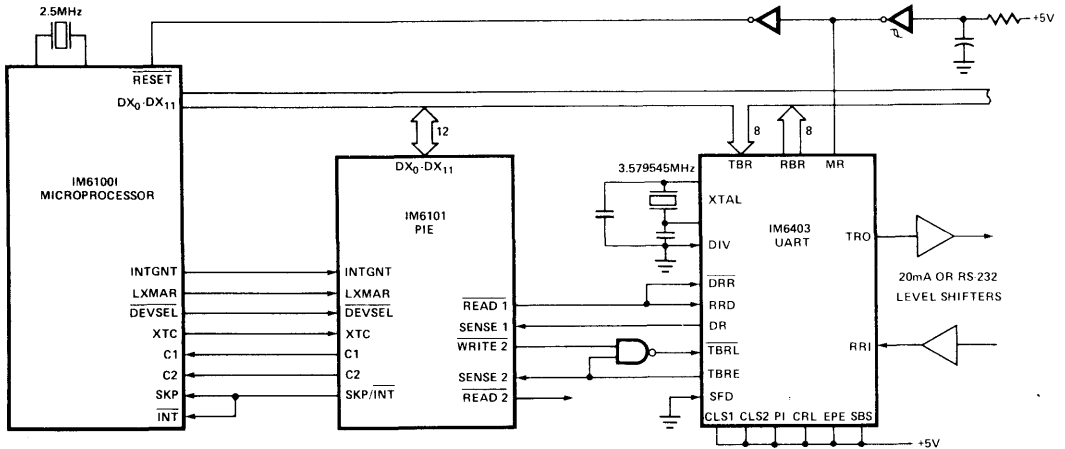 2.5MHz
+5V
RESET
DX0-DX11
IM6100I
MICROPROCESSOR
INTGNT
LXMAR
DEVSEL
XTC
C1
C2
SKP
INT
12
DX0-DX11
IM6101
PIE
INTGNT
LXMAR
DEVSEL
XTC
C1
C2
SKP/INT
READ 1
SENSE 1
WRITE 2
SENSE 2
READ 2
3.579545MHz
8
8
TBR RBR MR
XTAL
IM6403
UART
DIV
DRR
RRD
DR
TBRL
TBRE
SFD
TRO
RRI
CLS1 CLS2 PI CRL EPE SBS
20mA OR RS-232
LEVEL SHIFTERS
+5V